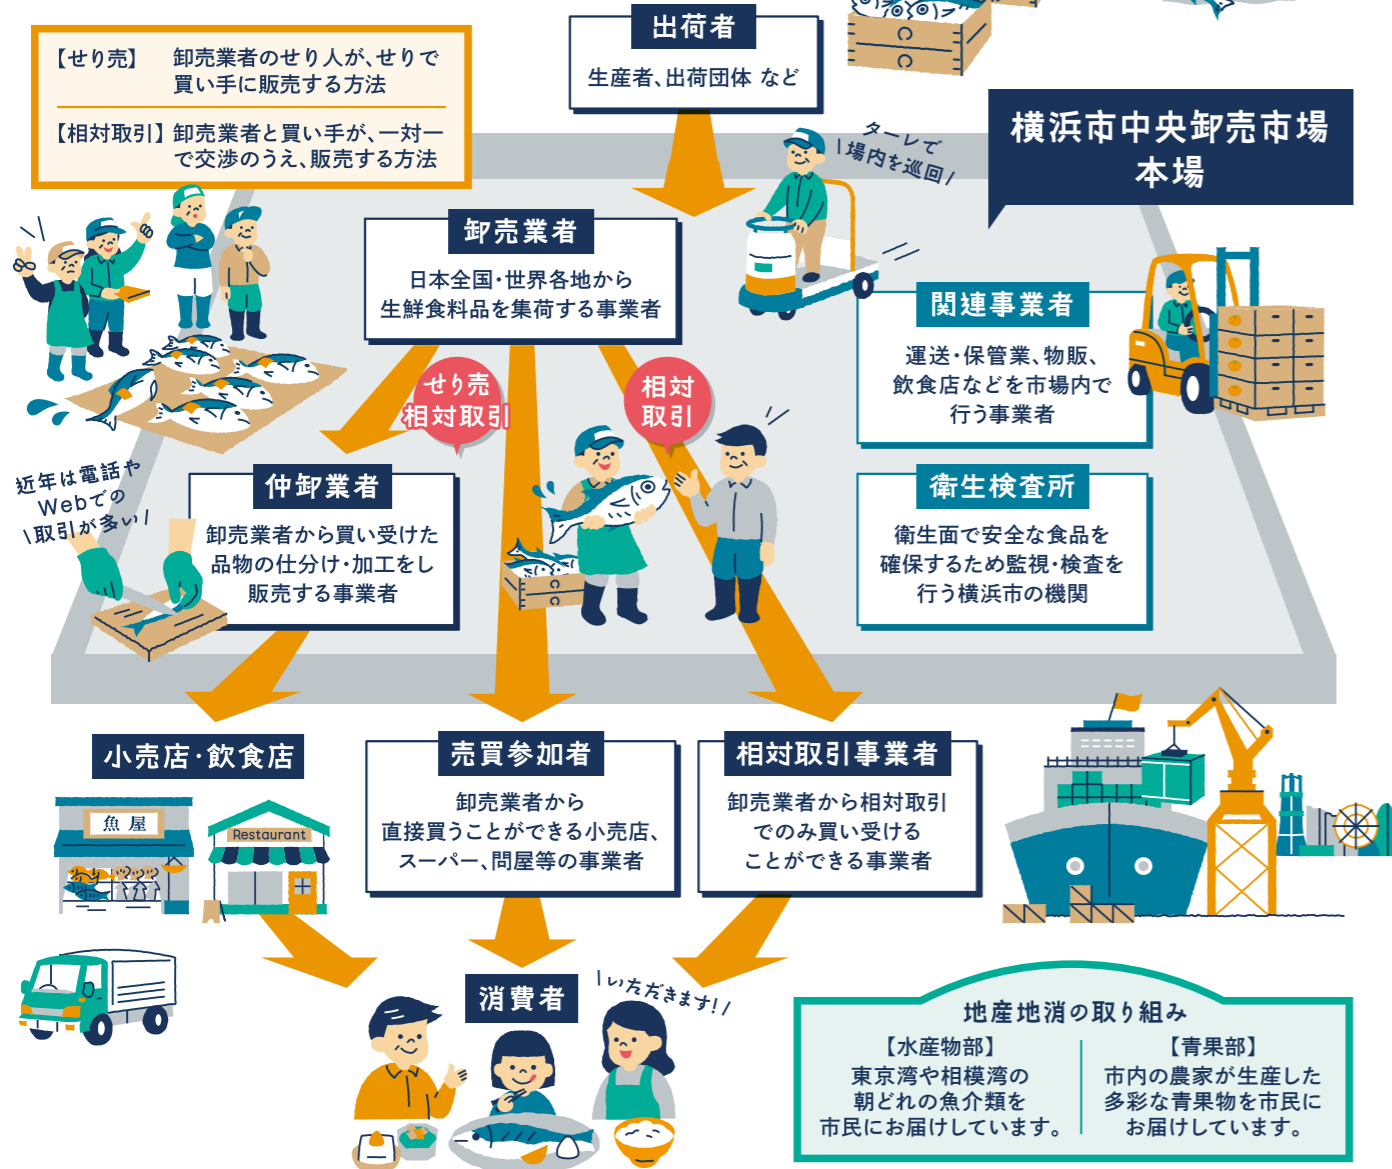 出荷者
生産者、出荷団体 など
【せり売】 卸売業者のせり人が、せりで
買い手に販売する方法
【相対取引】 卸売業者と買い手が、一対一
で交渉のうえ、販売する方法
横浜市中央卸売市場
本場
ターレで
場内を巡回
卸売業者
日本全国・世界各地から
生鮮食料品を集荷する事業者
関連事業者
運送・保管業、物販、
飲食店などを市場内で
行う事業者
せり売
相対取引
相対
取引
近年は電話や
Webでの
取引が多い
仲卸業者
卸売業者から買い受けた
品物の仕分け・加工をし
販売する事業者
衛生検査所
衛生面で安全な食品を
確保するため監視・検査を
行う横浜市の機関
小売店・飲食店
魚屋
Restaurant
売買参加者
卸売業者から
直接買うことができる小売店、
スーパー、問屋等の事業者
相対取引事業者
卸売業者から相対取引
でのみ買い受ける
ことができる事業者
消費者
いただきます!!
地産地消の取り組み
【水産物部】
東京湾や相模湾の
朝どれの魚介類を
市民にお届けしています。
【青果部】
市内の農家が生産した
多彩な青果物を市民に
お届けしています。